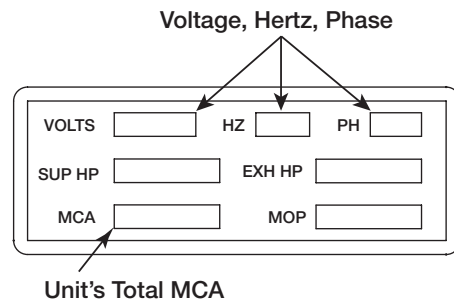 Voltage, Hertz, Phase
VOLTS HZ PH
SUP HP EXH HP
MCA MOP
Unit's Total MCA